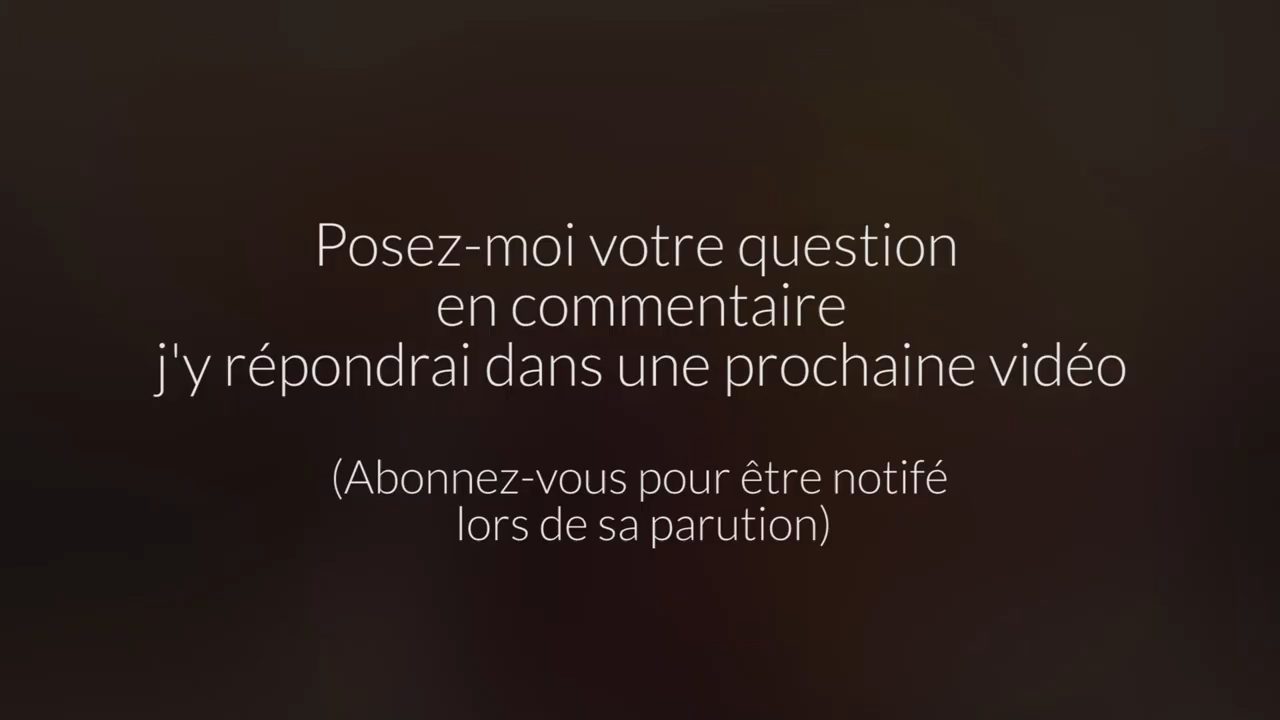 Posez-moi votre question
en commentaire
j'y répondrai dans une prochaine vidéo
(Abonnez-vous pour être notifé
lors de sa parution)